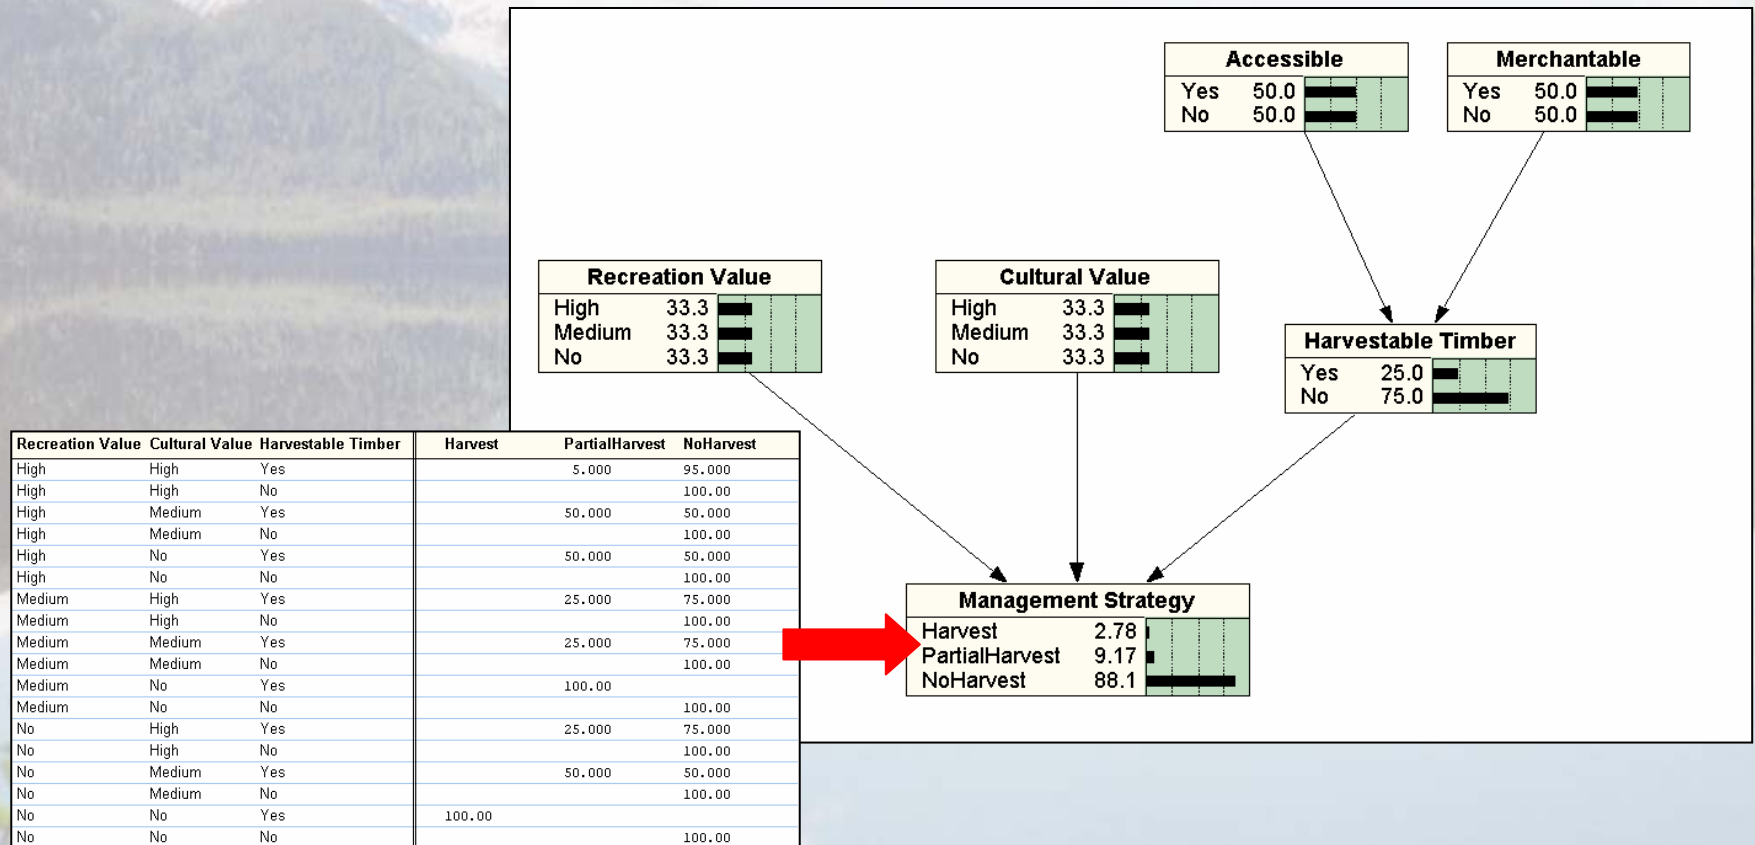 Accessible
Yes 50.0
No 50.0
Merchantable
Yes 50.0
No 50.0
Recreation Value
High 33.3
Medium 33.3
No 33.3
Cultural Value
High 33.3
Medium 33.3
No 33.3
Harvestable Timber
Yes 25.0
No 75.0
Recreation Value Cultural Value Harvestable Timber Harvest PartialHarvest NoHarvest
High High Yes 5.000 95.000
High High No 100.00
High Medium Yes 50.000 50.000
High Medium No 100.00
High No Yes 50.000 50.000
High No No 100.00
Medium High Yes 25.000 75.000
Medium High No 100.00
Medium Medium Yes 25.000 75.000
Medium Medium No 100.00
Medium No Yes 100.00
Medium No No 100.00
No High Yes 25.000 75.000
No High No 100.00
No Medium Yes 50.000 50.000
No Medium No 100.00
No No Yes 100.00
No No No 100.00
Management Strategy
Harvest 2.78
PartialHarvest 9.17
NoHarvest 88.1